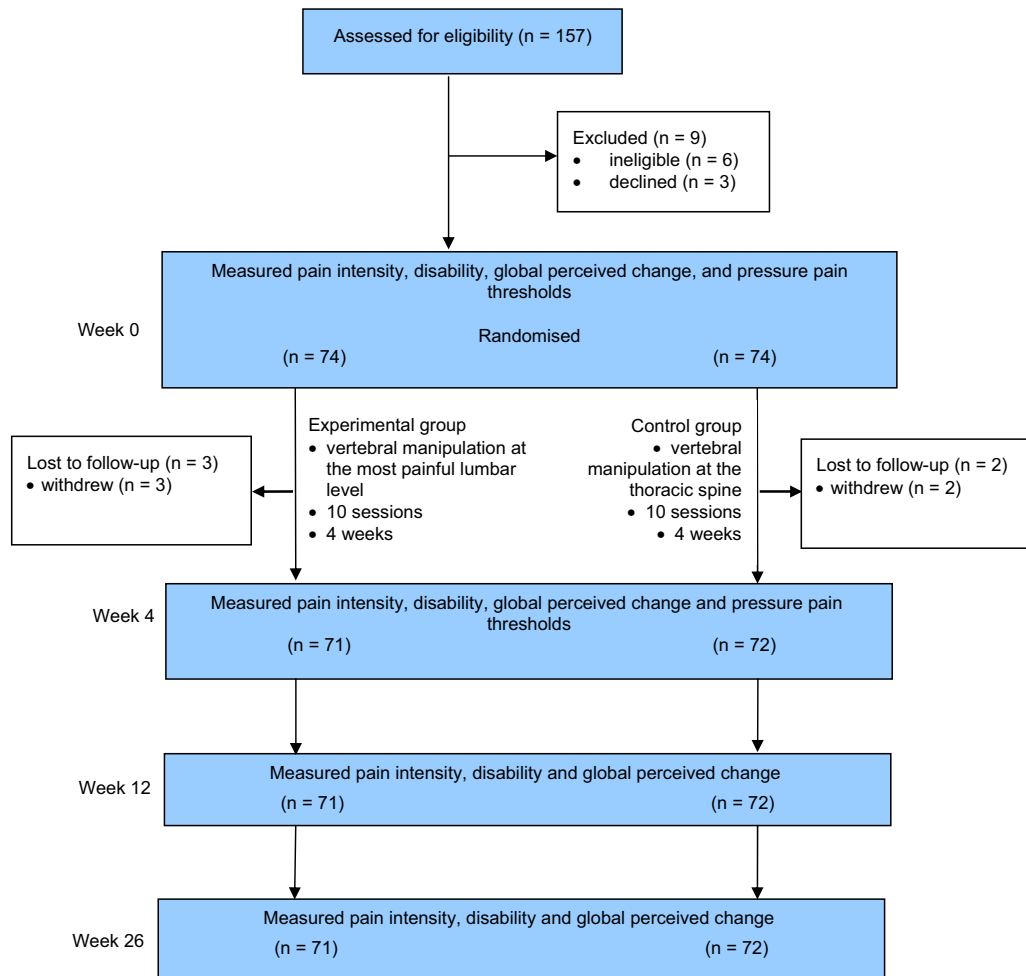 Assessed for eligibility (n = 157)
Excluded (n = 9)
• ineligible (n = 6)
• declined (n = 3)
Measured pain intensity, disability, global perceived change, and pressure pain
thresholds
Week 0
Randomised
(n = 74) (n = 74)
Experimental group
• vertebral manipulation at
the most painful lumbar
level
• 10 sessions
• 4 weeks
Control group
• vertebral
manipulation at the
thoracic spine
• 10 sessions
• 4 weeks
Lost to follow-up (n = 3)
• withdrew (n = 3)
Lost to follow-up (n = 2)
• withdrew (n = 2)
Measured pain intensity, disability, global perceived change and pressure pain
thresholds
Week 4
(n = 71) (n = 72)
Measured pain intensity, disability and global perceived change
Week 12
(n = 71) (n = 72)
Measured pain intensity, disability and global perceived change
Week 26
(n = 71) (n = 72)